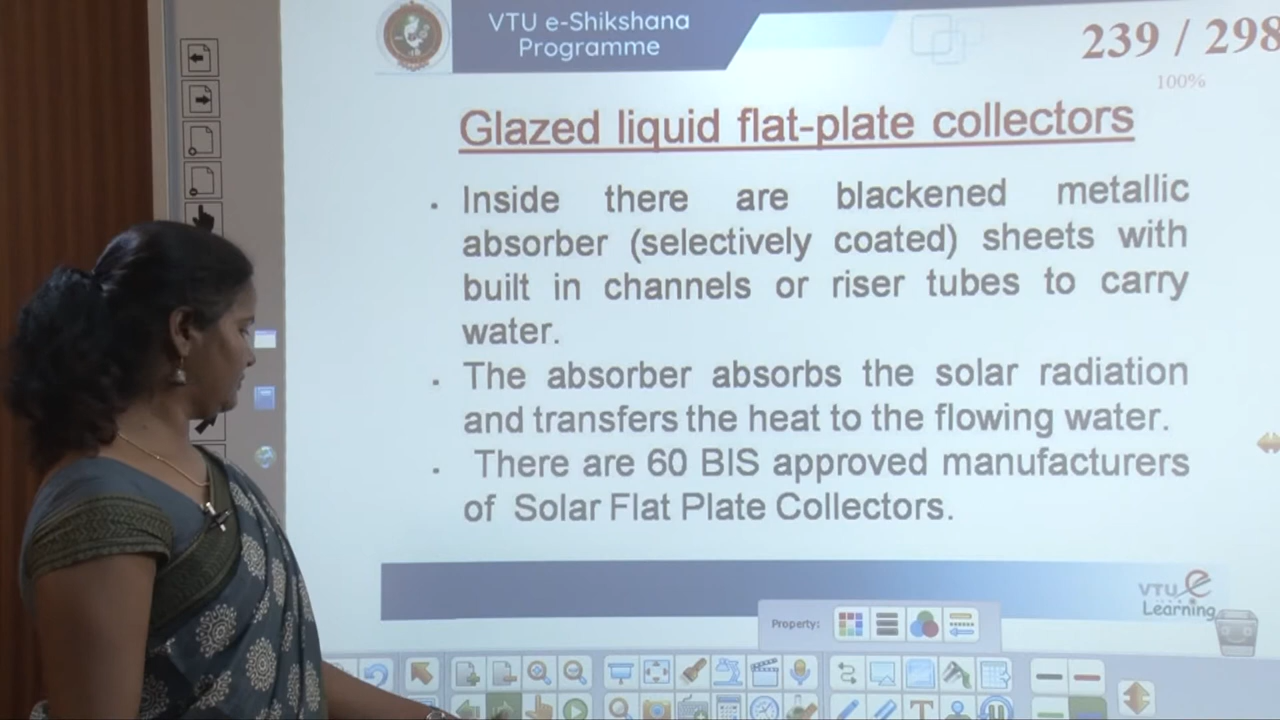 VTU e-Shikshana
Programme
239 / 298
100%
Glazed liquid flat-plate collectors
. Inside there are blackened metallic
absorber (selectively coated) sheets with
built in channels or riser tubes to carry
water.
. The absorber absorbs the solar radiation
and transfers the heat to the flowing water.
. There are 60 BIS approved manufacturers
of Solar Flat Plate Collectors.
VTU e
Learning
Property: